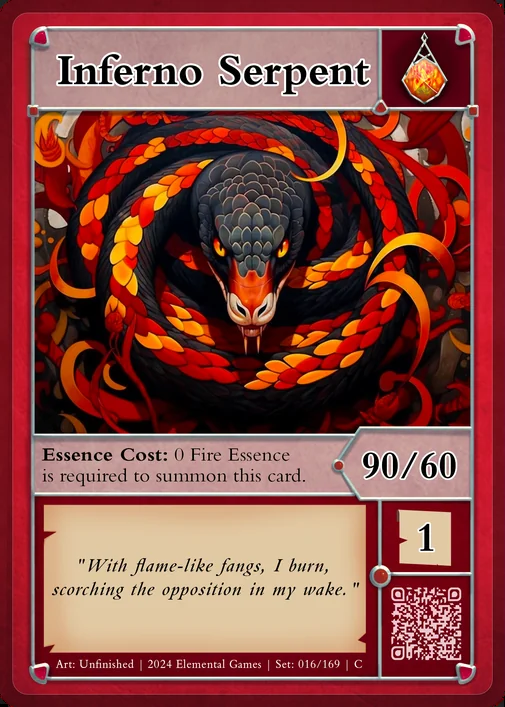 Inferno Serpent
Essence Cost: 0 Fire Essence
is required to summon this card.
90/60
"With flame-like fangs, I burn,
scorching the opposition in my wake."
1
Art: Unfinished | 2024 Elemental Games | Set: 016/169 | C